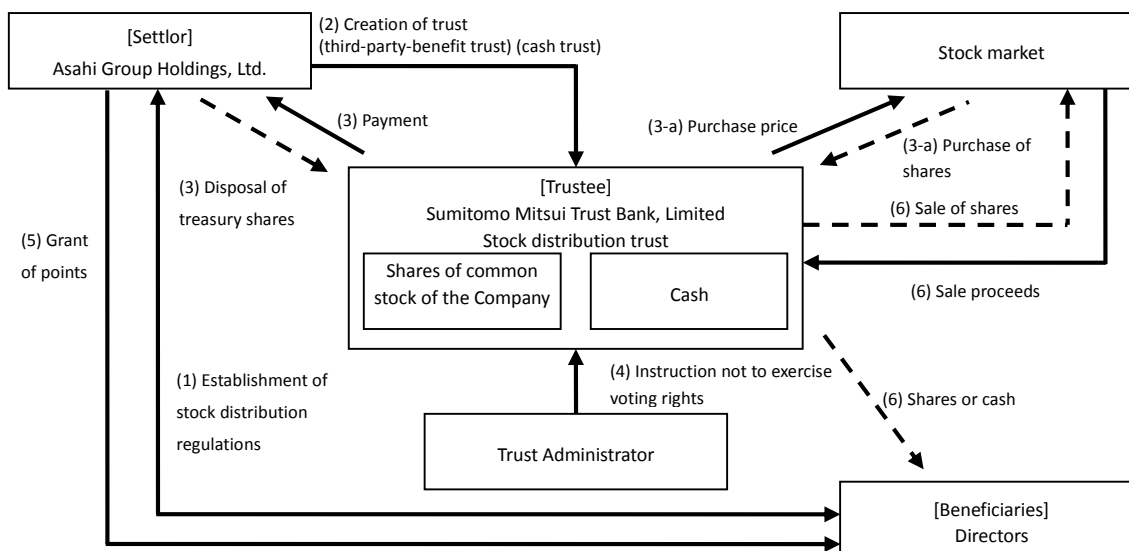 (2) Creation of trust
(third-party-benefit trust) (cash trust)
[Settlor]
Asahi Group Holdings, Ltd.
Stock market
(3) Payment
(3-a) Purchase price
(3-a) Purchase of
shares
(3) Disposal of
treasury shares
[Trustee]
Sumitomo Mitsui Trust Bank, Limited
Stock distribution trust
(6) Sale of shares
(5) Grant
of points
Shares of common
stock of the Company
Cash
(6) Sale proceeds
(1) Establishment of
stock distribution
regulations
(4) Instruction not to exercise
voting rights
(6) Shares or cash
Trust Administrator
[Beneficiaries]
Directors